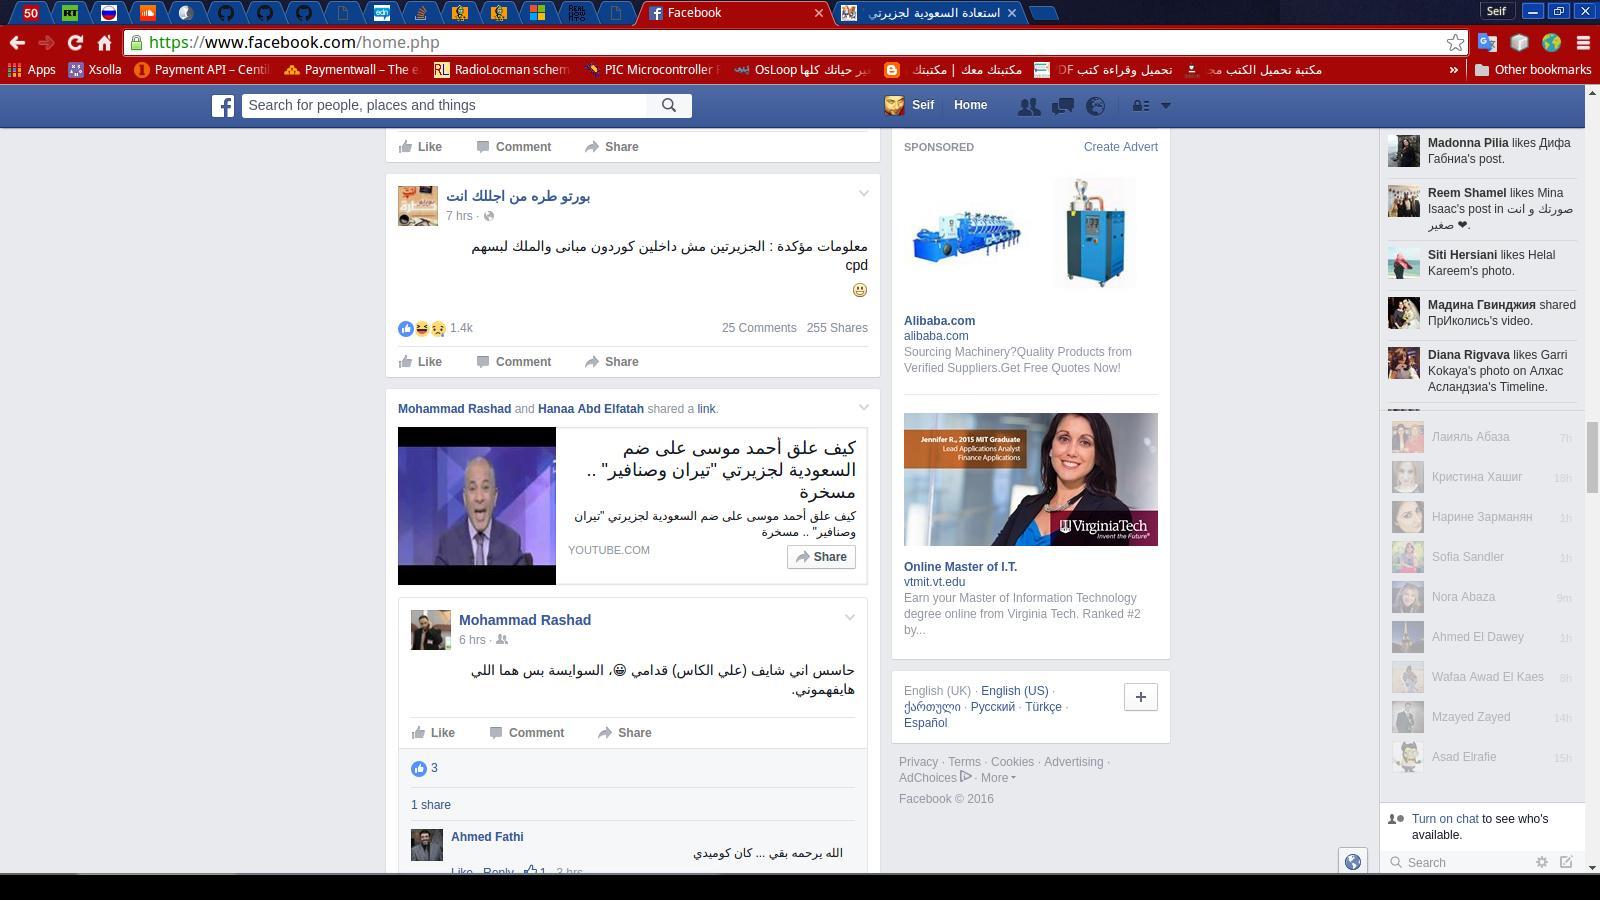 50
RT
edn
Facebook
استعادة السعودية لجزيرتي
Seif
https://www.facebook.com/home.php
Apps
Xsolla
Payment API – Centi
Paymentwall – The e
RL
RadioLocman schem
PIC Microcontroller
OsLoop غير حياتك كلها
مكتبتك معك | مكتبتك
تحميل وقراءة كتب DF
مكتبة تحميل الكتب مج
»
Other bookmarks
Search for people, places and things
Seif
Home
Like
Comment
Share
بورتو طره من اجللك انت
7 hrs ·
معلومات مؤكدة : الجزيرتين مش داخلين كوردون مبانى والملك لبسهم
cpd
😃
1.4k
25 Comments 255 Shares
Like
Comment
Share
Mohammad Rashad and Hanaa Abd Elfatah shared a link.
كيف علق أحمد موسى على ضم
السعودية لجزيرتي "تيران وصنافير" ..
مسخرة
كيف علق أحمد موسى على ضم السعودية لجزيرتي "تيران
وصنافير" .. مسخرة
YOUTUBE.COM
Share
Mohammad Rashad
6 hrs ·
حاسس اني شايف (علي الكاس) قدامي 😀، السوايسة بس هما اللي
هايفهموني.
Like
Comment
Share
3
1 share
Ahmed Fathi
الله يرحمه بقي ... كان كوميدي
Like · Reply · 1 · 3 hrs
SPONSORED
Create Advert
Alibaba.com
alibaba.com
Sourcing Machinery?Quality Products from
Verified Suppliers.Get Free Quotes Now!
Jennifer R., 2015 MIT Graduate
Lead Applications Analyst
Finance Applications
VirginiaTech
Invent the Future®
Online Master of I.T.
vtmit.vt.edu
Earn your Master of Information Technology
degree online from Virginia Tech. Ranked #2
by...
English (UK) · English (US) ·
ქართული · Русский · Türkçe ·
Español
+
Privacy · Terms · Cookies · Advertising ·
AdChoices · More
Facebook © 2016
Madonna Pilia likes Дифа
Габниа's post.
Reem Shamel likes Mina
Isaac's post in صورتك و انت
صغير ❤.
Siti Hersiani likes Helal
Kareem's photo.
Мадина Гвинджия shared
ПрИколись's video.
Diana Rigvava likes Garri
Kokaya's photo on Алхас
Асландзиа's Timeline.
Лаияль Абаза 7h
Кристина Хашиг 18h
Нарине Зарманян 1h
Sofia Sandler 1h
Nora Abaza 9m
Ahmed El Dawey 1h
Wafaa Awad El Kaes 8h
Mzayed Zayed 14h
Asad Elrafie 15h
Turn on chat to see who's
available.
Search